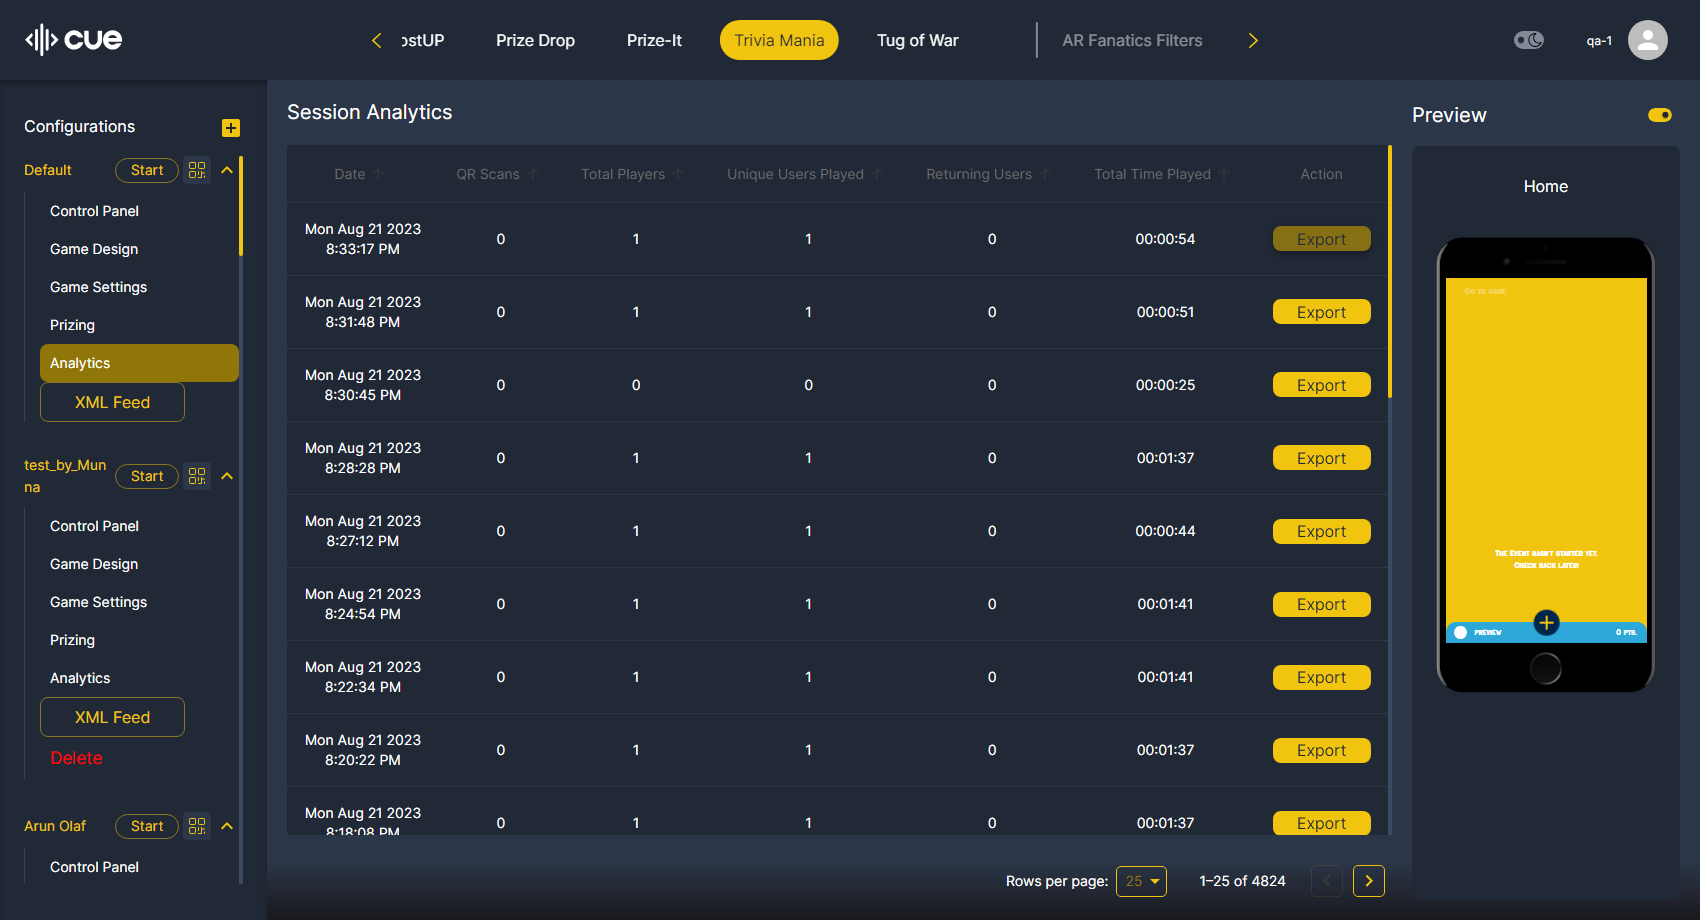 cue
ostUP
Prize Drop
Prize-It
Trivia Mania
Tug of War
AR Fanatics Filters
qa-1
Configurations
Default
Start
Control Panel
Game Design
Game Settings
Prizing
Analytics
XML Feed
test_by_Mun
na
Start
Control Panel
Game Design
Game Settings
Prizing
Analytics
XML Feed
Delete
Arun Olaf
Start
Control Panel
Session Analytics
Date QR Scans Total Players Unique Users Played Returning Users Total Time Played Action
Mon Aug 21 2023
8:33:17 PM
0 1 1 0 00:00:54 Export
Mon Aug 21 2023
8:31:48 PM
0 1 1 0 00:00:51 Export
Mon Aug 21 2023
8:30:45 PM
0 0 0 0 00:00:25 Export
Mon Aug 21 2023
8:28:28 PM
0 1 1 0 00:01:37 Export
Mon Aug 21 2023
8:27:12 PM
0 1 1 0 00:00:44 Export
Mon Aug 21 2023
8:24:54 PM
0 1 1 0 00:01:41 Export
Mon Aug 21 2023
8:22:34 PM
0 1 1 0 00:01:41 Export
Mon Aug 21 2023
8:20:22 PM
0 1 1 0 00:01:37 Export
Mon Aug 21 2023
8:18:08 PM
0 1 1 0 00:01:37 Export
Rows per page: 25 1–25 of 4824
Preview
Home
Go to game
The Event hasn't started yet.
Check back later!
PREVIEW
0 PTS.